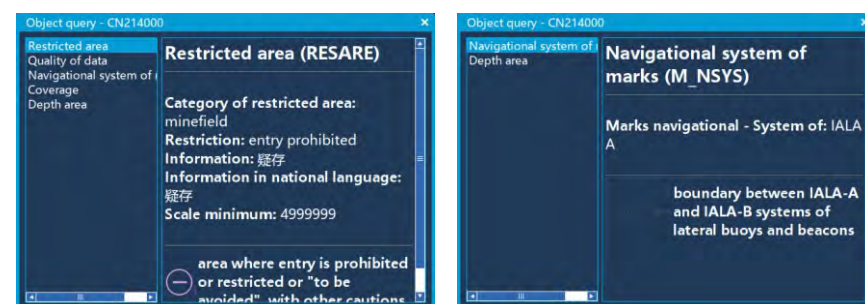 Object query - CN214000 ×
Restricted area
Quality of data
Navigational system of
Coverage
Depth area
Restricted area (RESARE)
Category of restricted area:
minefield
Restriction: entry prohibited
Information: 疑存
Information in national language:
疑存
Scale minimum: 4999999
area where entry is prohibited
or restricted or "to be
avoided", with other cautions
Object query - CN214000
Navigational system of
Depth area
Navigational system of
marks (M_NSYS)
Marks navigational - System of: IALA
A
boundary between IALA-A
and IALA-B systems of
lateral buoys and beacons